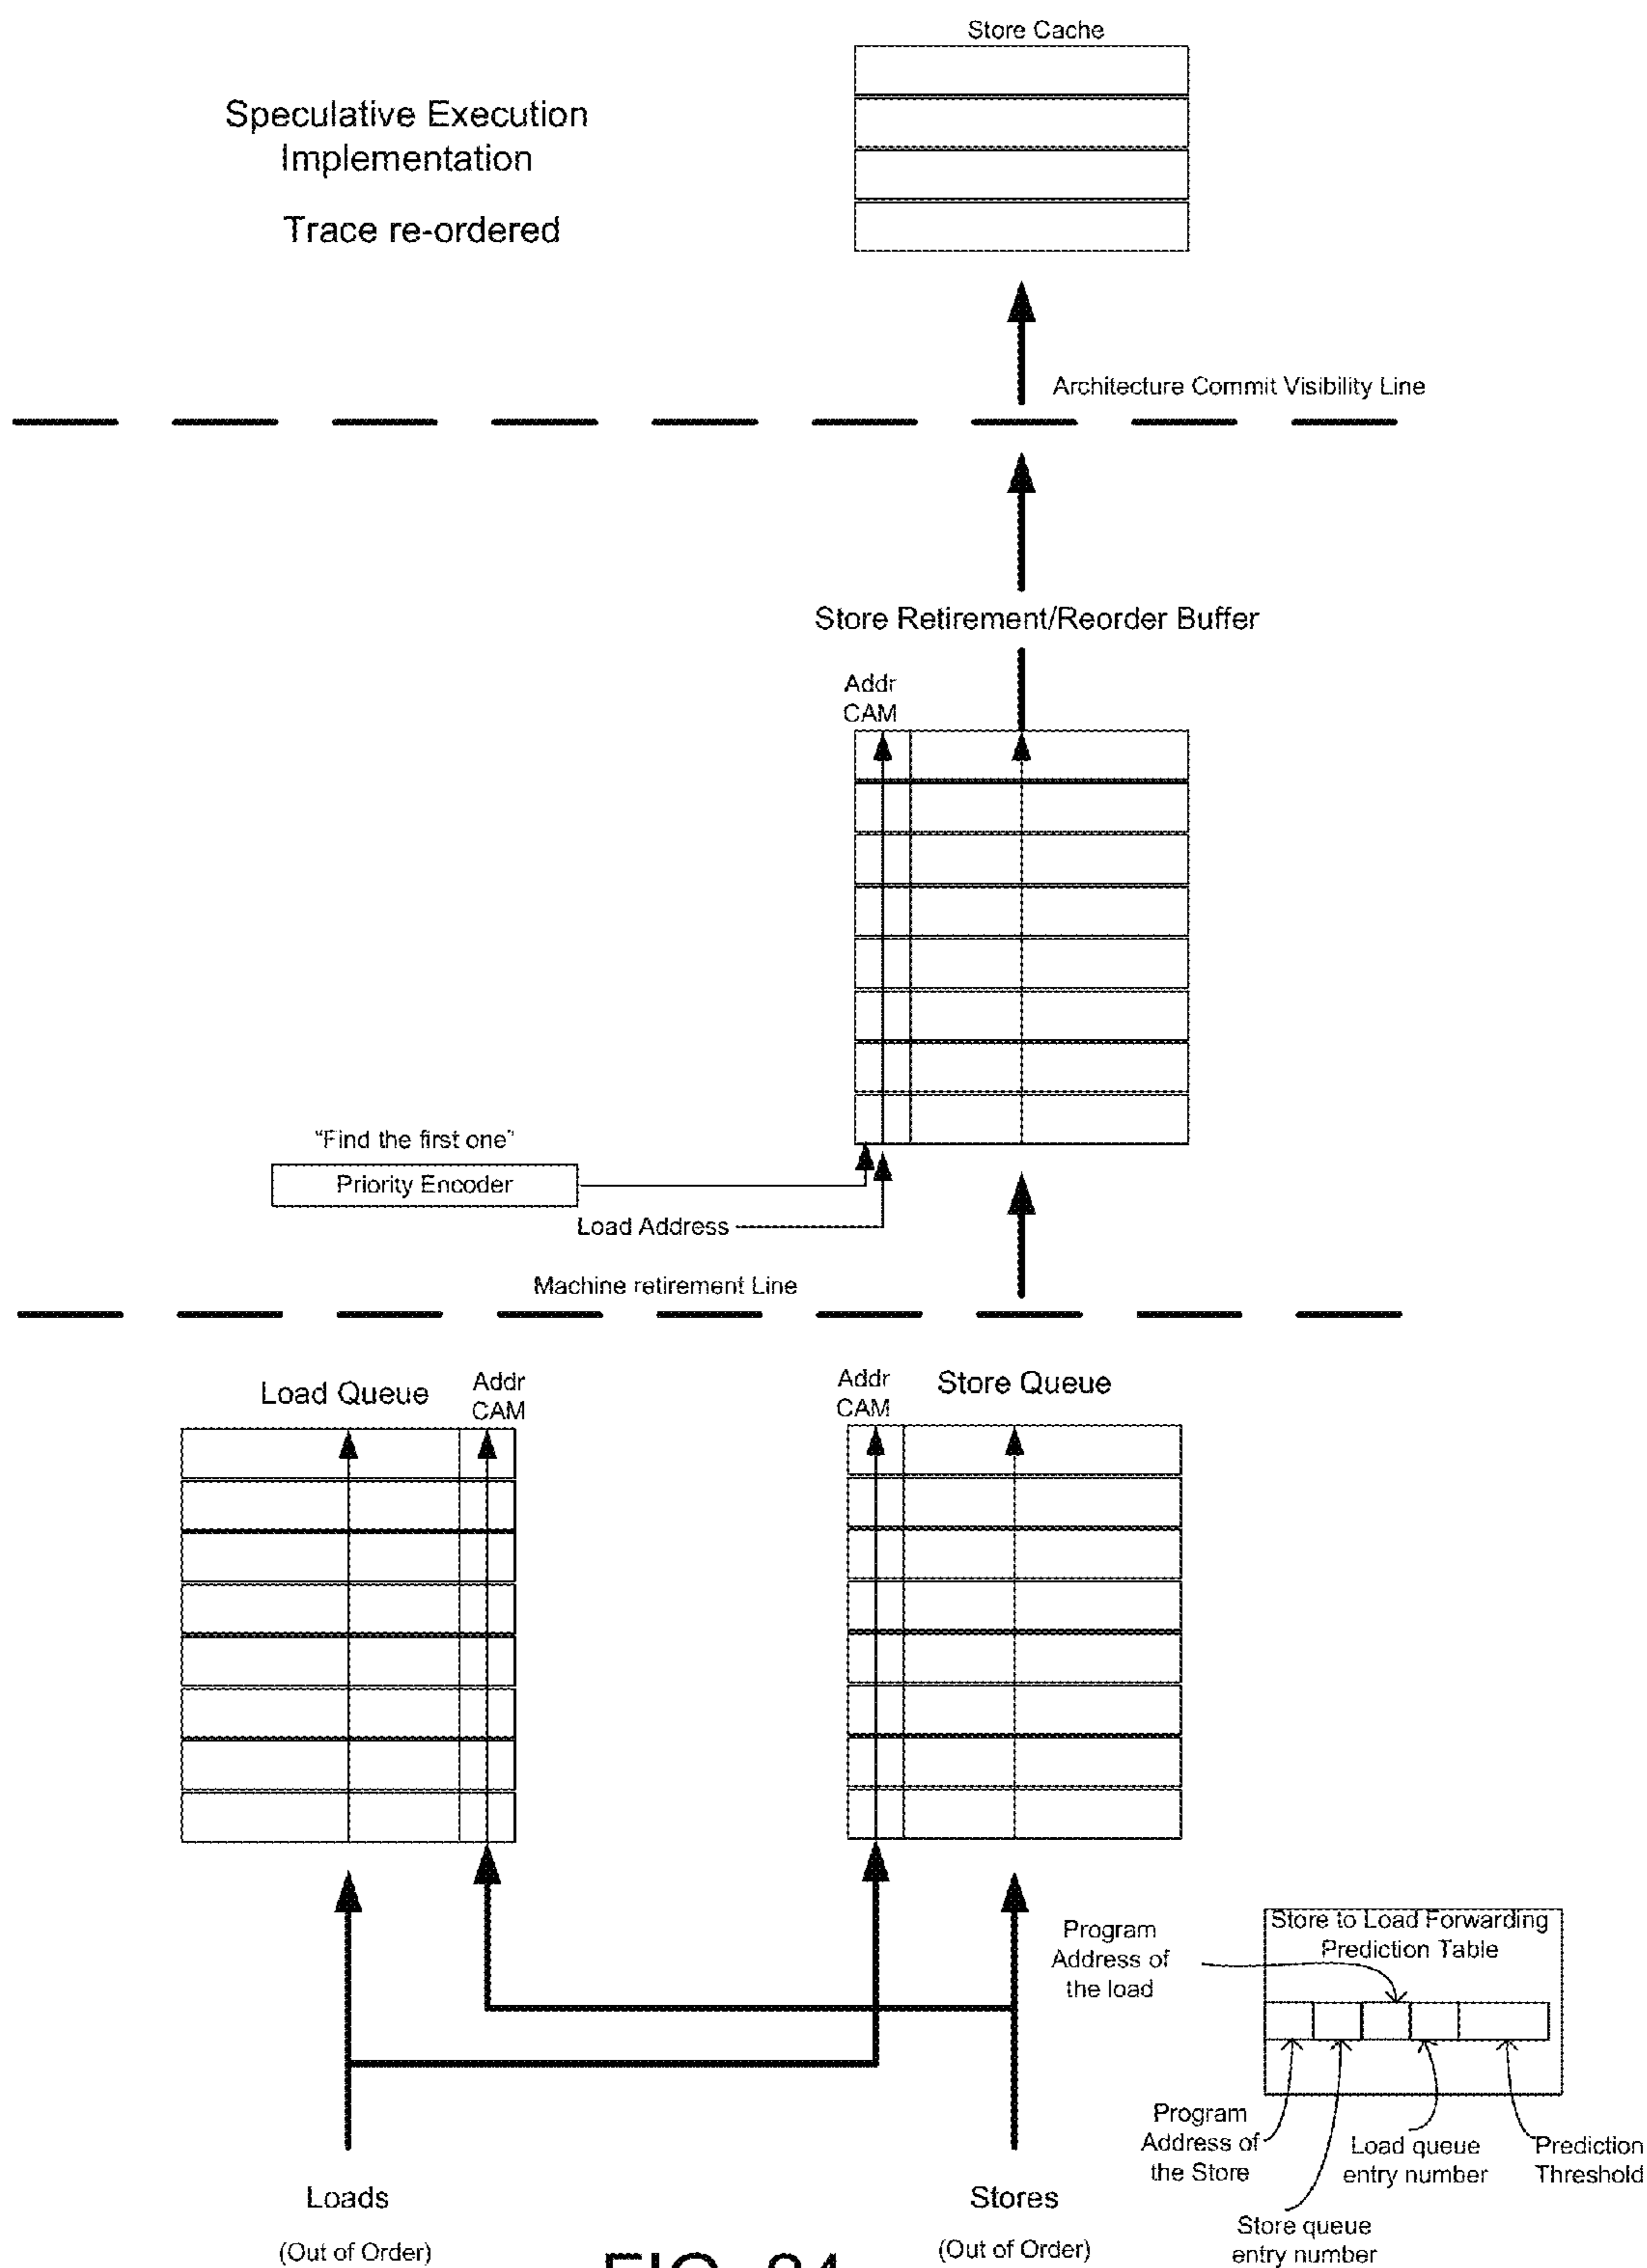 Store Cache
Speculative Execution
Implementation
Trace re-ordered
Architecture Commit Visibility Line
Store Retirement/Reorder Buffer
Addr
CAM
“Find the first one”
Priority Encoder
Load Address
Machine retirement Line
Load Queue
Addr
CAM
Addr
CAM
Store Queue
Program
Address of
the load
Store to Load Forwarding
Prediction Table
Program
Address of
the Store
Load queue
entry number
Prediction
Threshold
Store queue
entry number
Loads
(Out of Order)
Stores
(Out of Order)